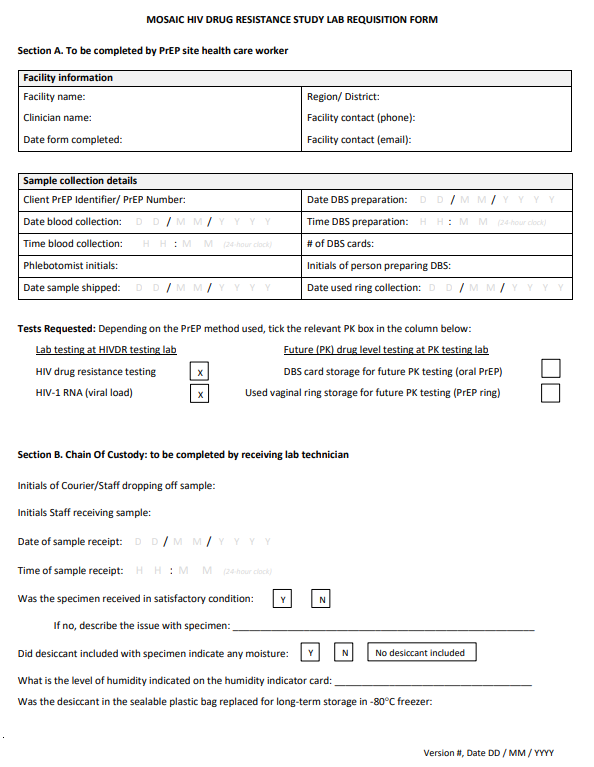 MOSAIC HIV DRUG RESISTANCE STUDY LAB REQUISITION FORM
Section A. To be completed by PrEP site health care worker
Facility information
Facility name: Region/ District:
Clinician name: Facility contact (phone):
Date form completed: Facility contact (email):
Sample collection details
Client PrEP Identifier/ PrEP Number: Date DBS preparation: D D / M M / Y Y Y Y
Date blood collection: D D / M M / Y Y Y Y Time DBS preparation: H H : M M (24-hour clock)
Time blood collection: H H : M M (24-hour clock) # of DBS cards:
Phlebotomist initials: Initials of person preparing DBS:
Date sample shipped: D D / M M / Y Y Y Y Date used ring collection: D D / M M / Y Y Y Y
Tests Requested: Depending on the PrEP method used, tick the relevant PK box in the column below:
Lab testing at HIVDR testing lab Future (PK) drug level testing at PK testing lab
HIV drug resistance testing x DBS card storage for future PK testing (oral PrEP)
HIV-1 RNA (viral load) x Used vaginal ring storage for future PK testing (PrEP ring)
Section B. Chain Of Custody: to be completed by receiving lab technician
Initials of Courier/Staff dropping off sample:
Initials Staff receiving sample:
Date of sample receipt: D D / M M / Y Y Y Y
Time of sample receipt: H H : M M (24-hour clock)
Was the specimen received in satisfactory condition: Y N
If no, describe the issue with specimen: ____
Did desiccant included with specimen indicate any moisture: Y N No desiccant included
What is the level of humidity indicated on the humidity indicator card: ____
Was the desiccant in the sealable plastic bag replaced for long-term storage in -80°C freezer:
.
Version #, Date DD / MM / YYYY